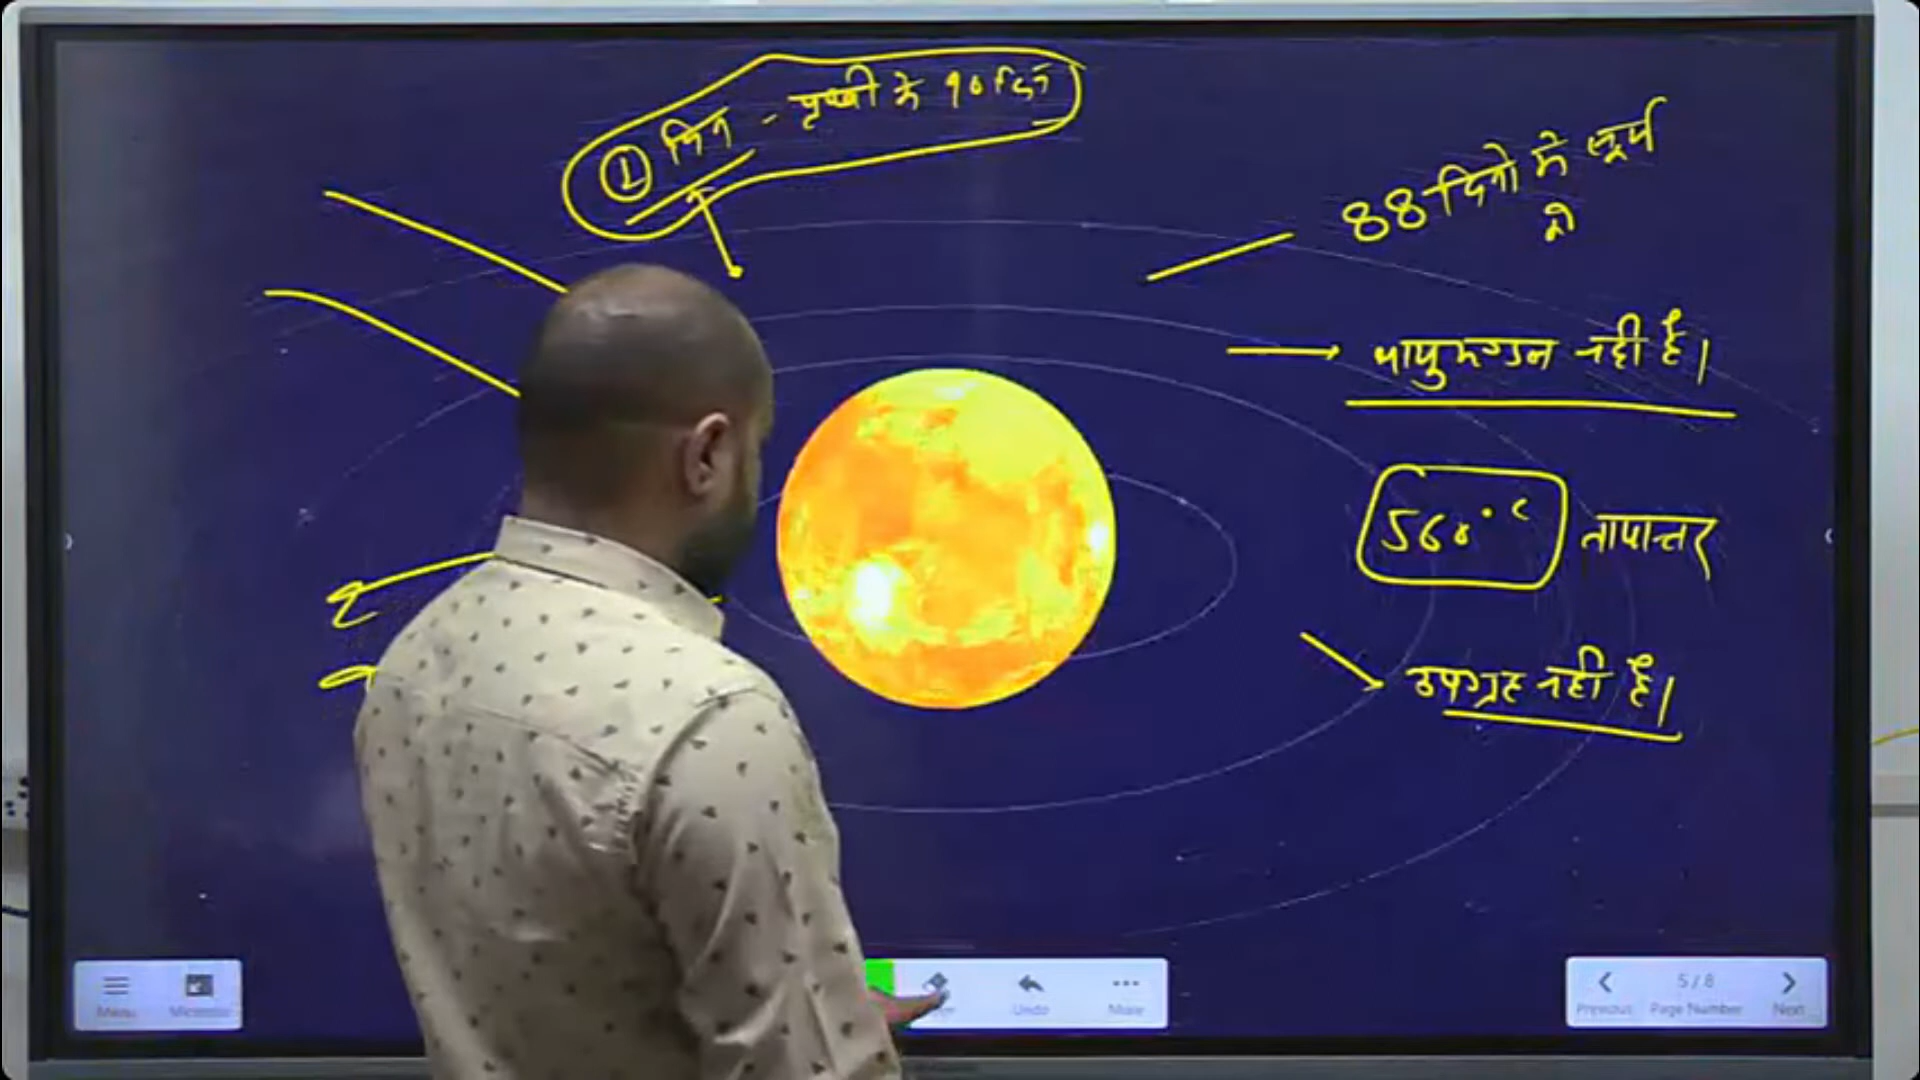 ① दिन - पृथ्वी के 90 दिन
88 दिनो मे सूर्य
से
वायुमण्डल नही है।
560°C तापान्तर
उपग्रह नही है।
Menu
Minimize
Undo
More
Previous
5 / 8
Page Number
Next